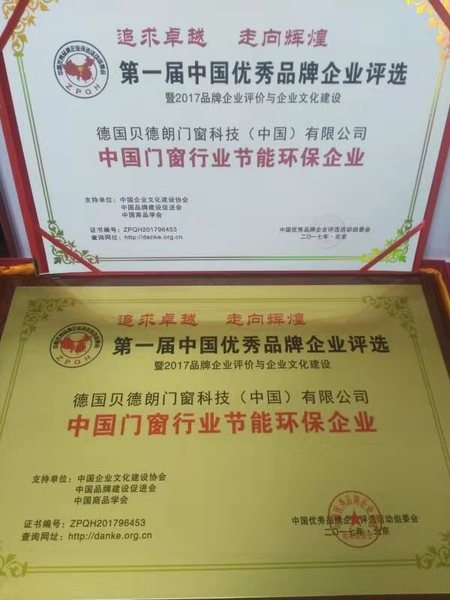 追求卓越 走向辉煌
ZPQH
第一届中国优秀品牌企业评选
暨2017品牌企业评价与企业文化建设
德国贝德朗门窗科技（中国）有限公司
中国门窗行业节能环保企业
支持单位：中国企业文化建设协会
中国品牌建设促进会
中国商品学会
证书编号：ZPQH201796453
查询网址：http://danke.org.cn
中国优秀品牌企业评选活动组委会
二〇一七年·北京
追求卓越 走向辉煌
ZPQH
第一届中国优秀品牌企业评选
暨2017品牌企业评价与企业文化建设
德国贝德朗门窗科技（中国）有限公司
中国门窗行业节能环保企业
支持单位：中国企业文化建设协会
中国品牌建设促进会
中国商品学会
证书编号：ZPQH201796453
查询网址：http://danke.org.cn
中国优秀品牌企业评选活动组委会
二〇一七年·北京